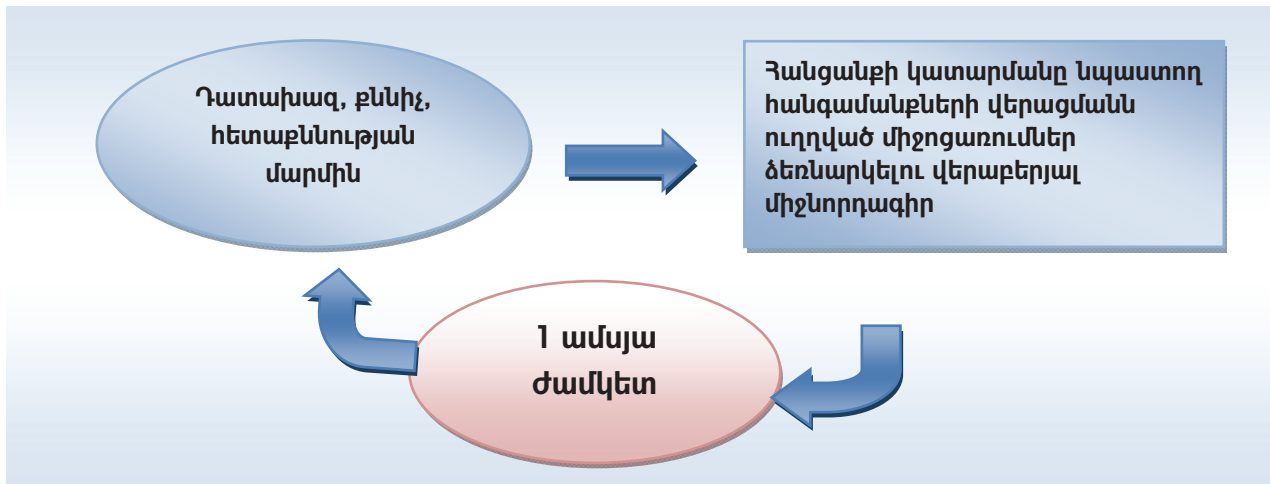 Դատախազ, քննիչ,
հետաքննության
մարմին
Հանցանքի կատարմանը նպաստող
հանգամանքների վերացմանն
ուղղված միջոցառումներ
ձեռնարկելու վերաբերյալ
միջնորդագիր
1 ամսյա
ժամկետ